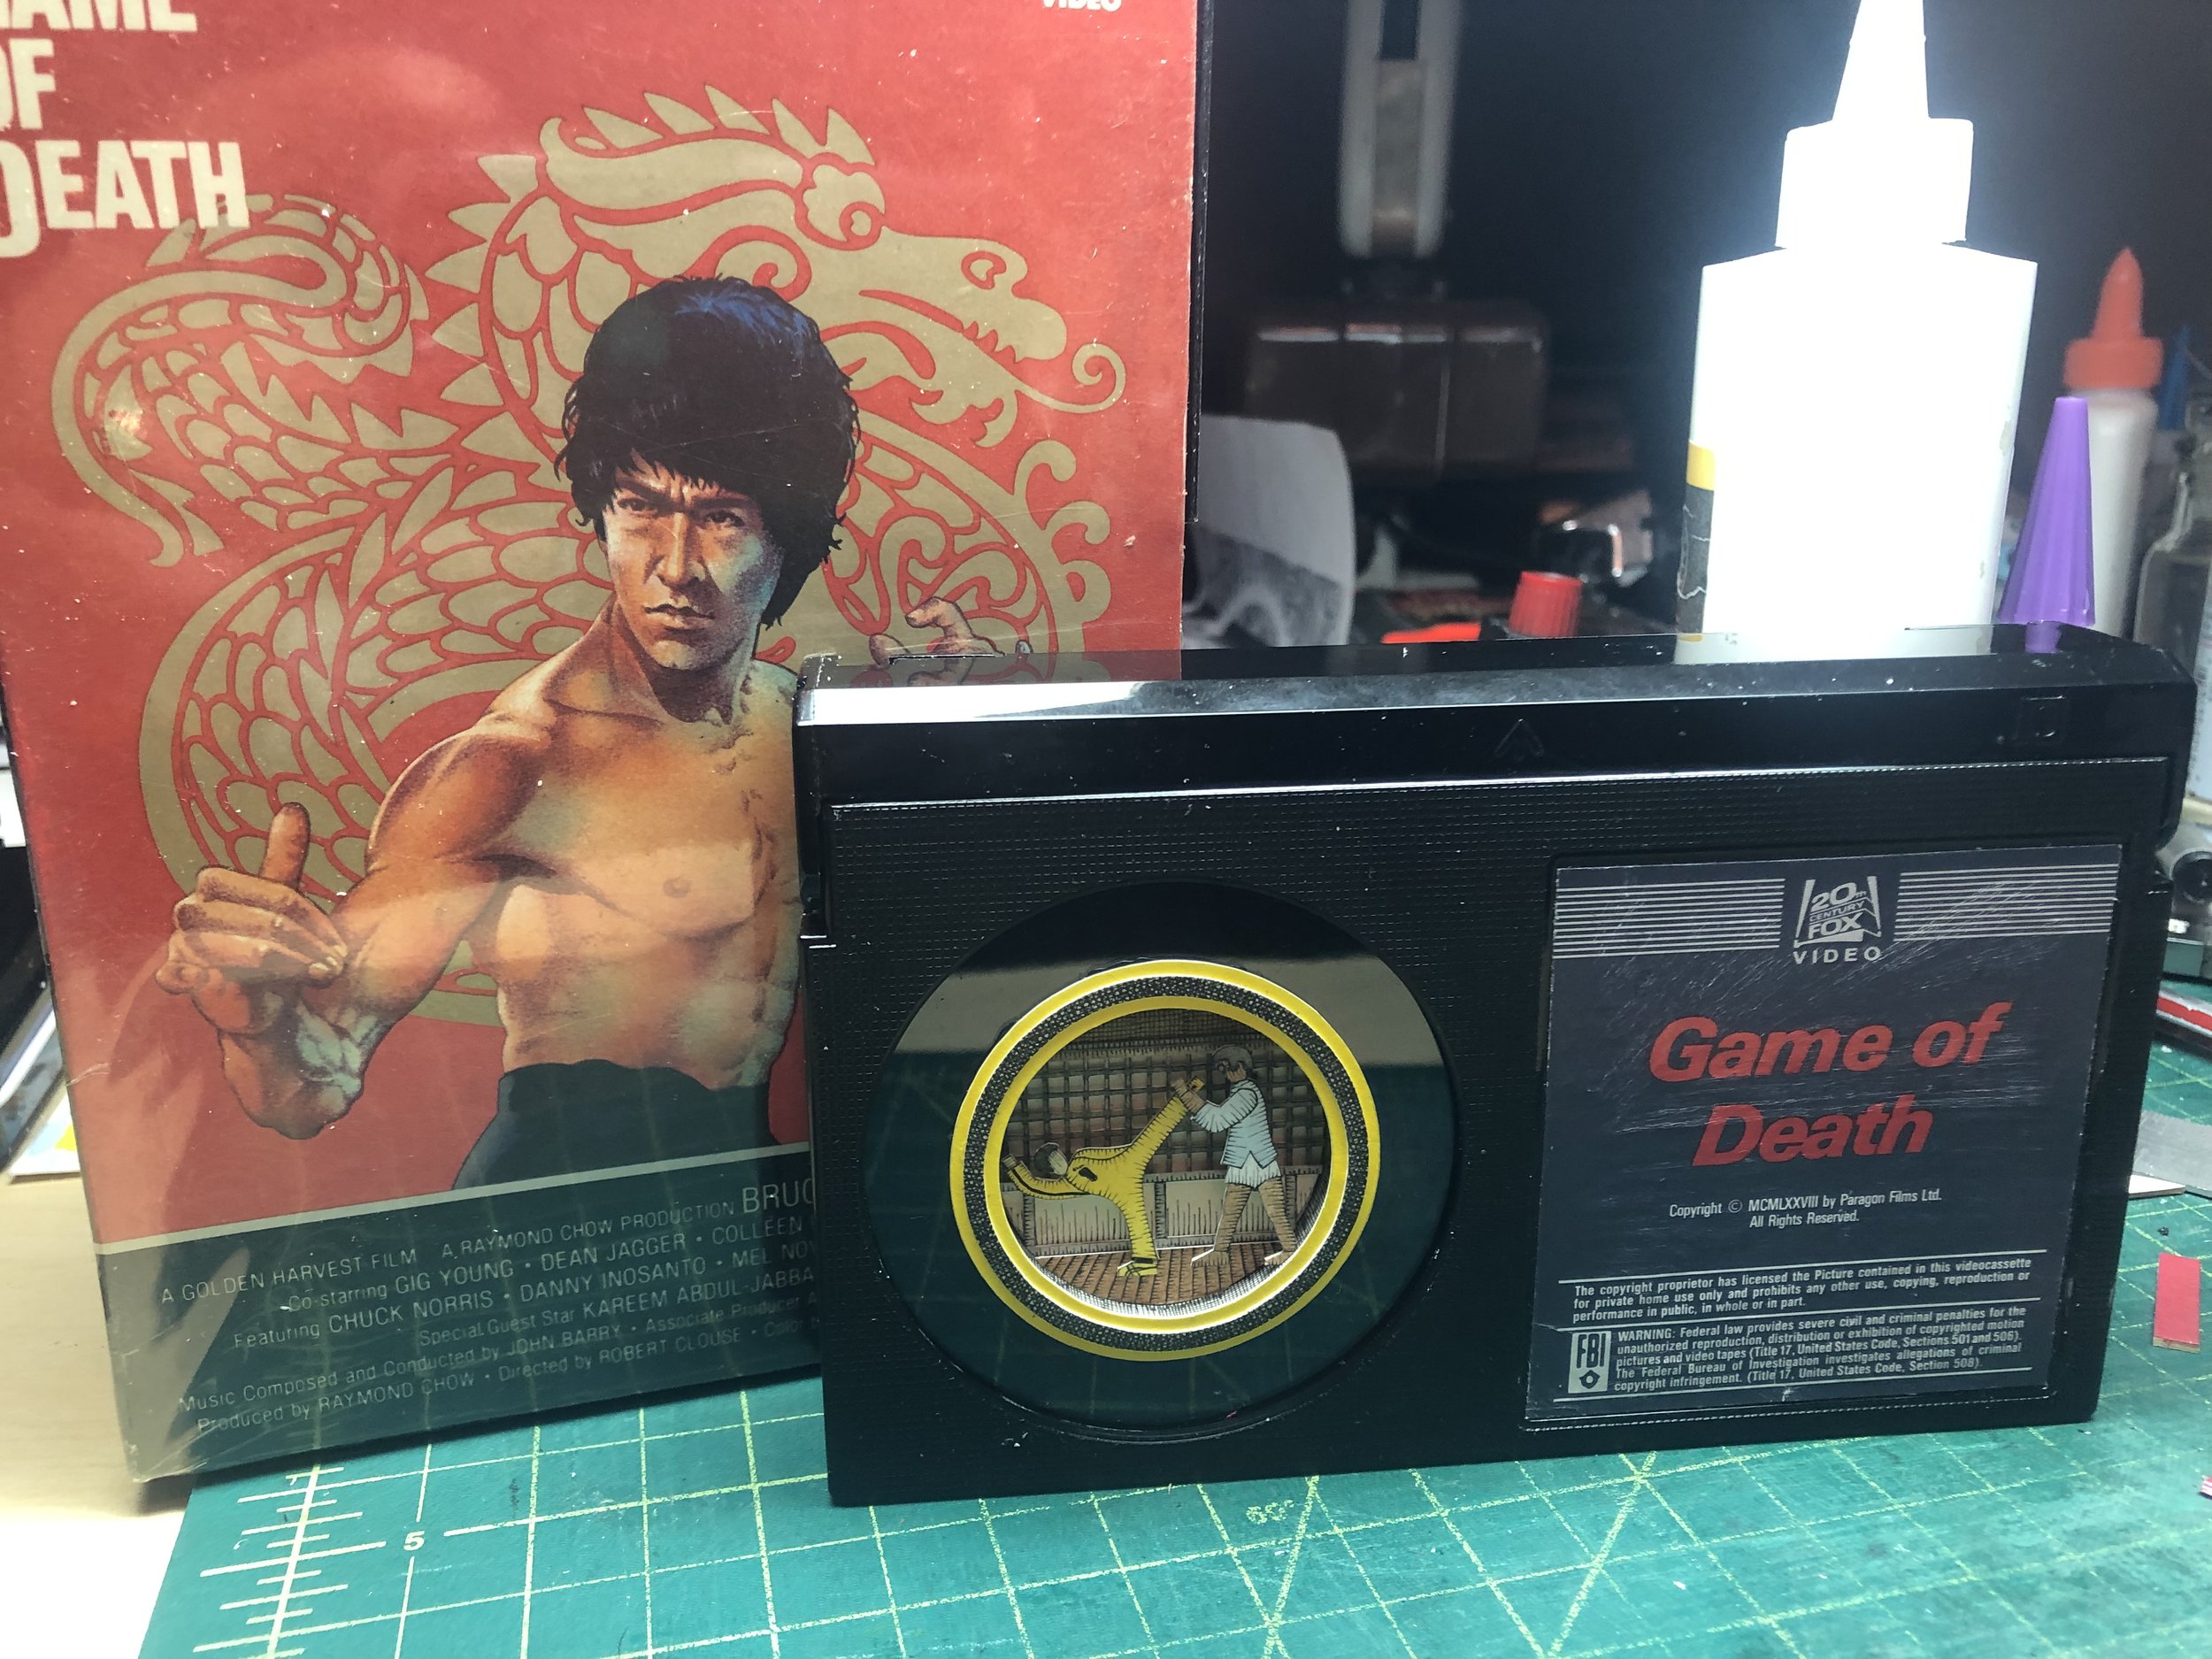 OF
DEATH
VIDEO
A GOLDEN HARVEST FILM A RAYMOND CHOW PRODUCTION
Co-starring GIG YOUNG • DEAN JAGGER • COLLEEN
Featuring CHUCK NORRIS • DANNY INOSANTO • MEL
Special Guest Star KAREEM
Music Composed and Conducted by JOHN BARRY • Associate Producer
Produced by RAYMOND CHOW • Directed by ROBERT CLOUSE •
20TH
CENTURY
FOX
VIDEO
Game of
Death
Copyright © MCMLXXVIII by Paragon Films Ltd.
All Rights Reserved.
The copyright proprietor has licensed the Picture contained in this videocassette
for private home use only and prohibits any other use, copying, reproduction or
performance in public, in whole or in part.
FBI
WARNING: Federal law provides severe civil and criminal penalties for the
unauthorized reproduction, distribution or exhibition of copyrighted motion
pictures and video tapes (Title 17, United States Code, Sections 501 and 506).
The Federal Bureau of Investigation investigates allegations of criminal
copyright infringement. (Title 17, United States Code, Section 508).
5